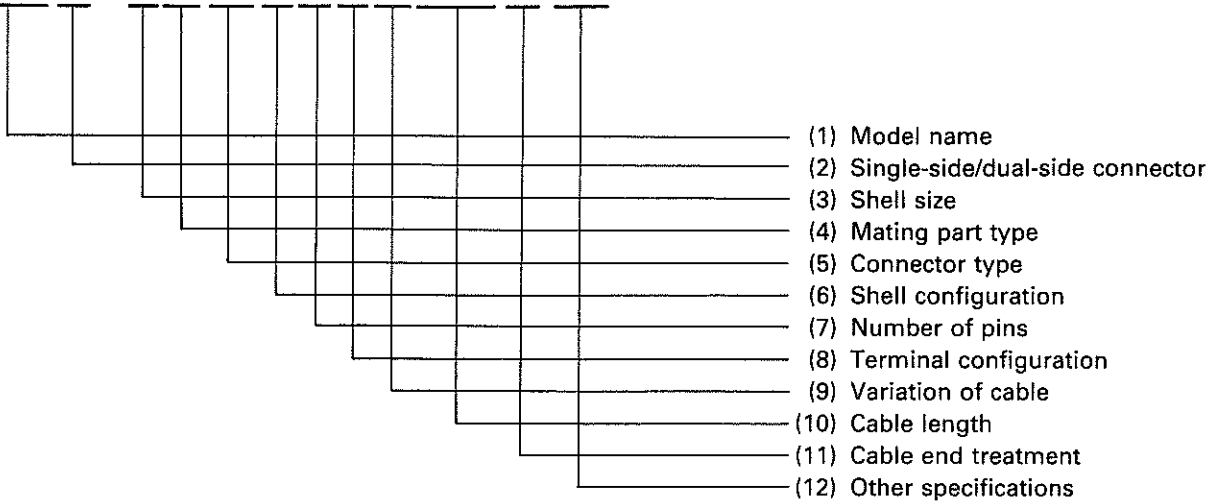 (1) Model name
(2) Single-side/dual-side connector
(3) Shell size
(4) Mating part type
(5) Connector type
(6) Shell configuration
(7) Number of pins
(8) Terminal configuration
(9) Variation of cable
(10) Cable length
(11) Cable end treatment
(12) Other specifications